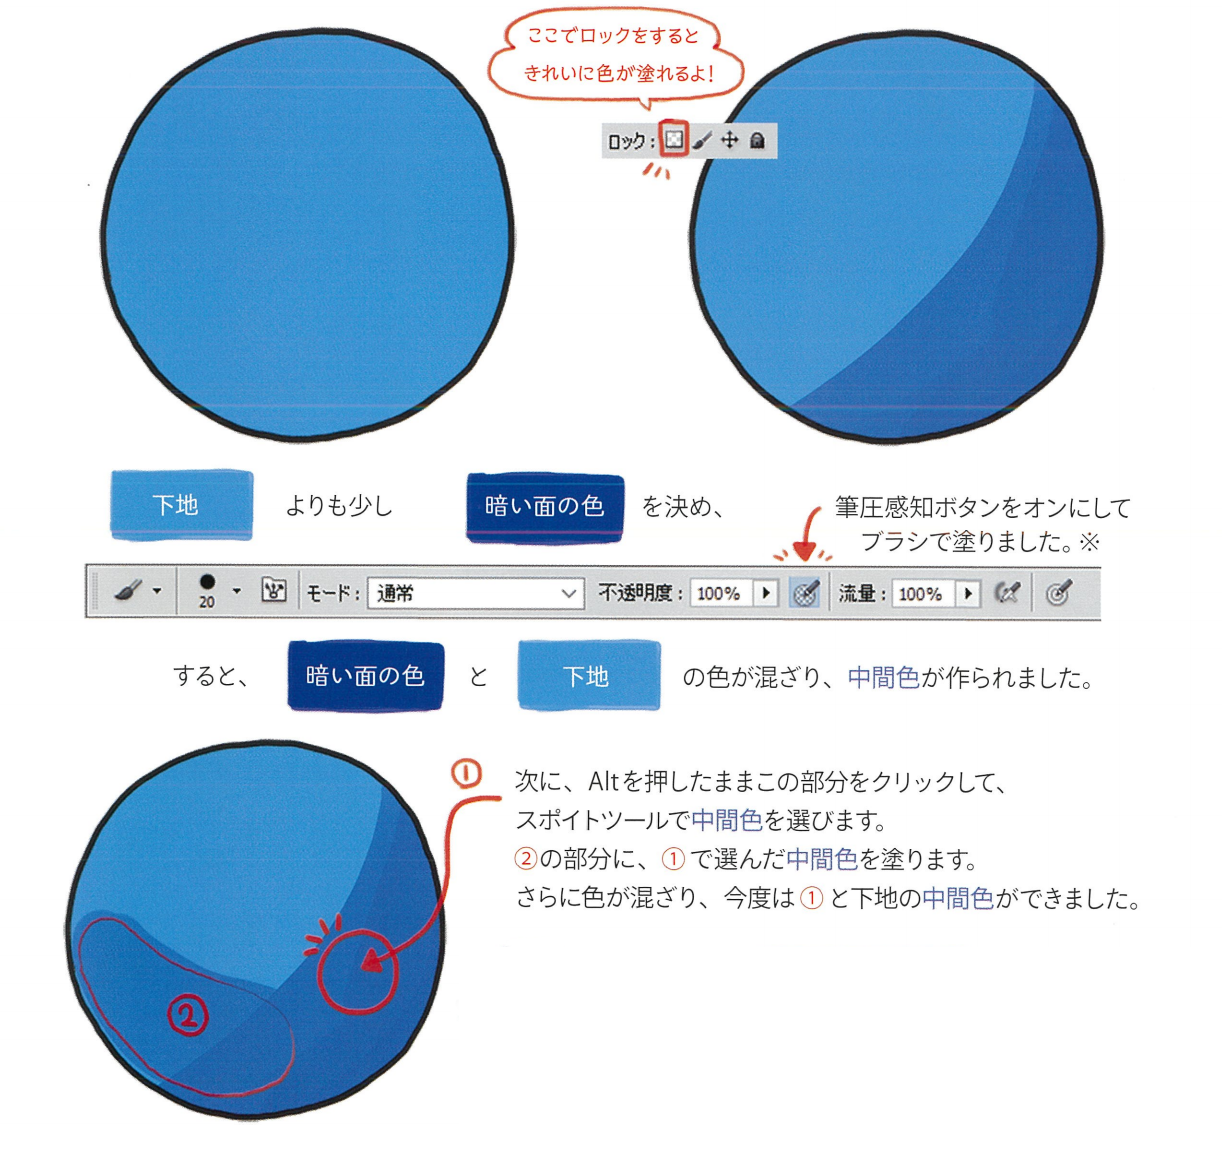 ここでロックをすると
きれいに色が塗れるよ!
ロック:
下地 よりも少し 暗い面の色 を決め、
筆圧感知ボタンをオンにして
ブラシで塗りました。※
20 モード: 通常 不透明度: 100% 流量: 100%
すると、 暗い面の色 と 下地 の色が混ざり、中間色が作られました。
① 次に、Altを押したままこの部分をクリックして、
スポイトツールで中間色を選びます。
②の部分に、①で選んだ中間色を塗ります。
さらに色が混ざり、今度は①と下地の中間色ができました。
②